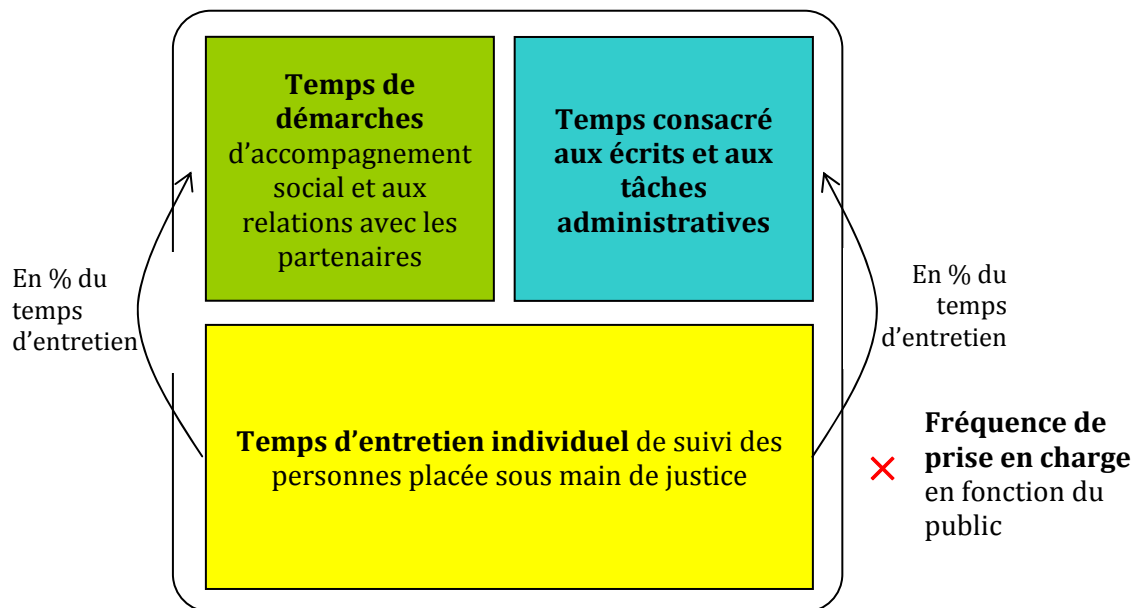 Temps de
démarches
d’accompagnement
social et aux
relations avec les
partenaires
Temps consacré
aux écrits et aux
tâches
administratives
En % du
temps
d’entretien
En % du
temps
d’entretien
Temps d’entretien individuel de suivi des
personnes placée sous main de justice
Fréquence de
prise en charge
en fonction du
public